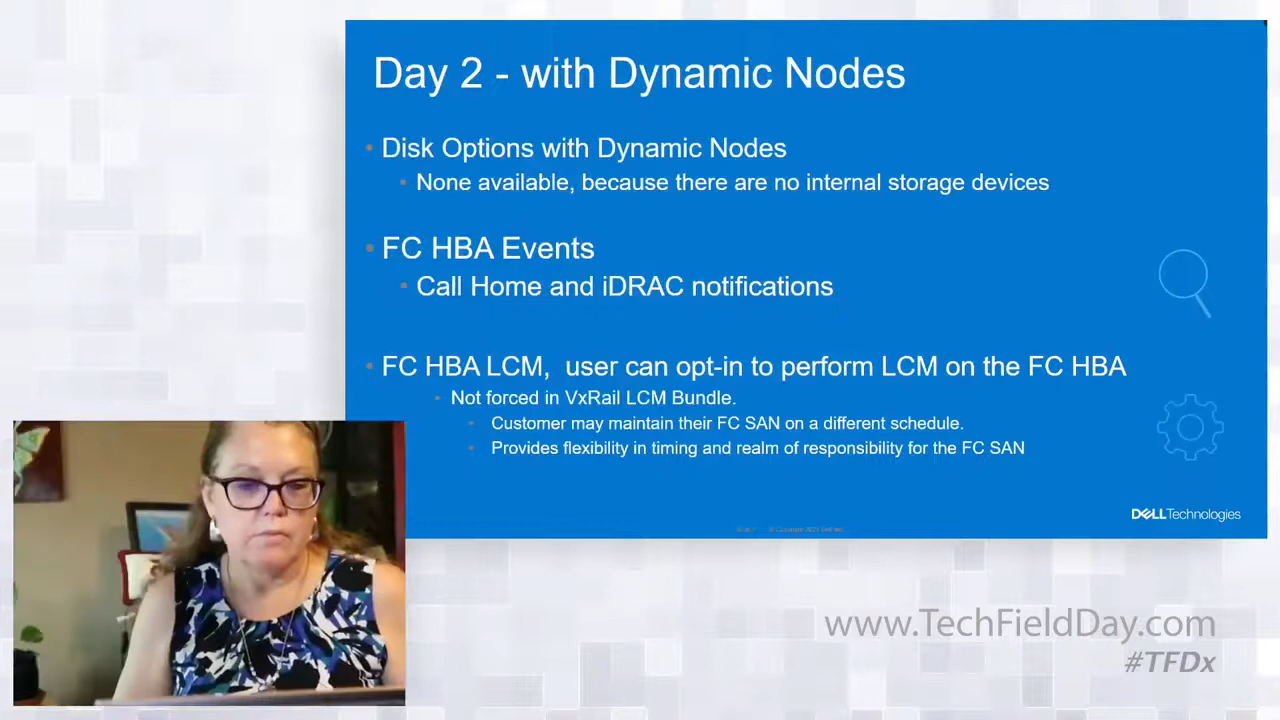 Day 2 - with Dynamic Nodes
• Disk Options with Dynamic Nodes
• None available, because there are no internal storage devices
• FC HBA Events
• Call Home and iDRAC notifications
• FC HBA LCM,  user can opt-in to perform LCM on the FC HBA
• Not forced in VxRail LCM Bundle.
• Customer may maintain their FC SAN on a different schedule.
• Provides flexibility in timing and realm of responsibility for the FC SAN
DELLTechnologies
www.TechFieldDay.com
#TFDx